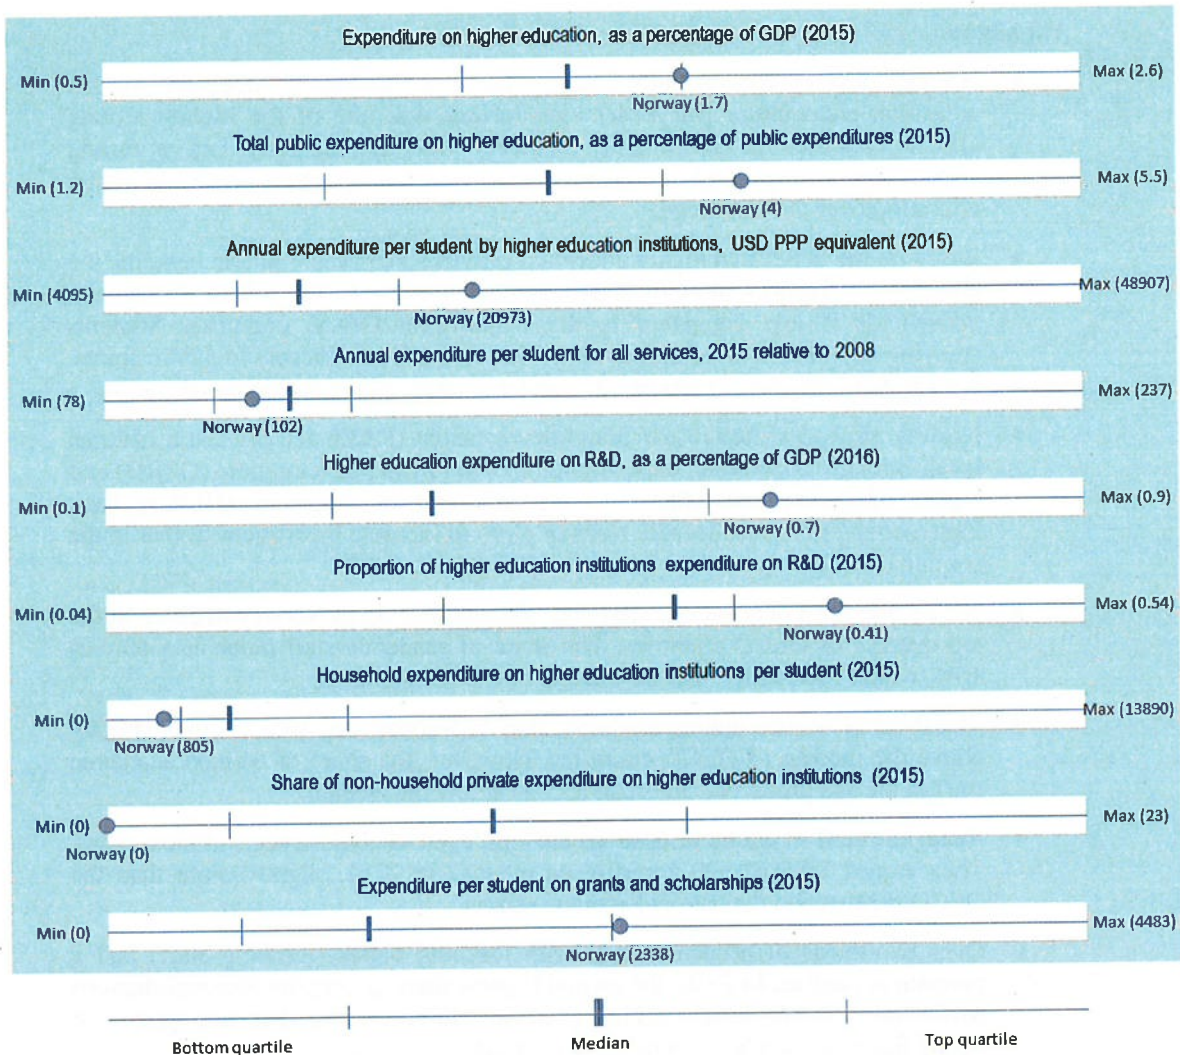 Expenditure on higher education, as a percentage of GDP (2015)
Min (0.5)
Max (2.6)
Norway (1.7)
Total public expenditure on higher education, as a percentage of public expenditures (2015)
Min (1.2)
Max (5.5)
Norway (4)
Annual expenditure per student by higher education institutions, USD PPP equivalent (2015)
Min (4095)
Max (48907)
Norway (20973)
Annual expenditure per student for all services, 2015 relative to 2008
Min (78)
Max (237)
Norway (102)
Higher education expenditure on R&D, as a percentage of GDP (2016)
Min (0.1)
Max (0.9)
Norway (0.7)
Proportion of higher education institutions expenditure on R&D (2015)
Min (0.04)
Max (0.54)
Norway (0.41)
Household expenditure on higher education institutions per student (2015)
Min (0)
Max (13890)
Norway (805)
Share of non-household private expenditure on higher education institutions (2015)
Min (0)
Max (23)
Norway (0)
Expenditure per student on grants and scholarships (2015)
Min (0)
Max (4483)
Norway (2338)
Bottom quartile
Median
Top quartile